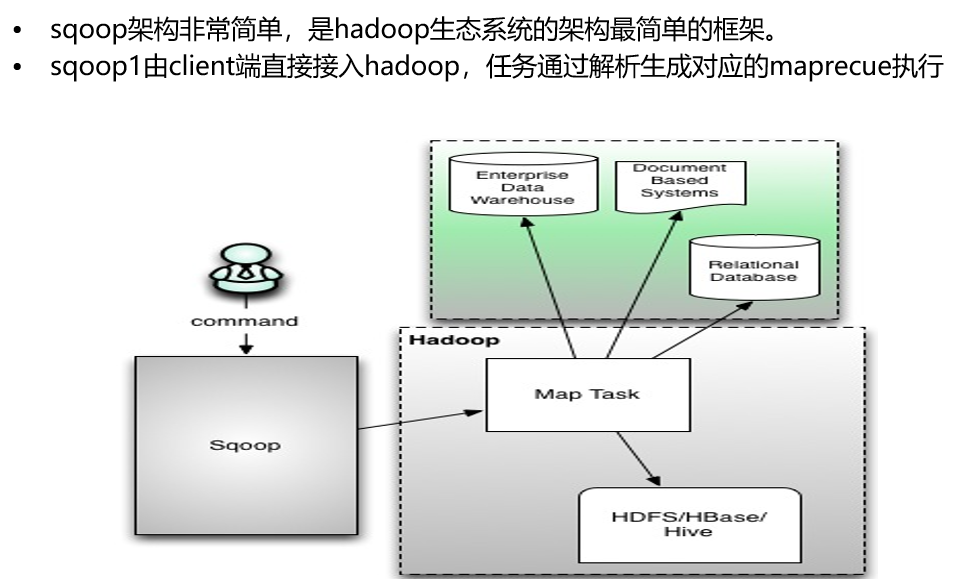 • sqoop架构非常简单，是hadoop生态系统的架构最简单的框架。
• sqoop1由client端直接接入hadoop，任务通过解析生成对应的maprecue执行
Enterprise
Data
Warehouse
Document
Based
Systems
Relational
Database
command
Hadoop
Map Task
Sqoop
HDFS/HBase/
Hive